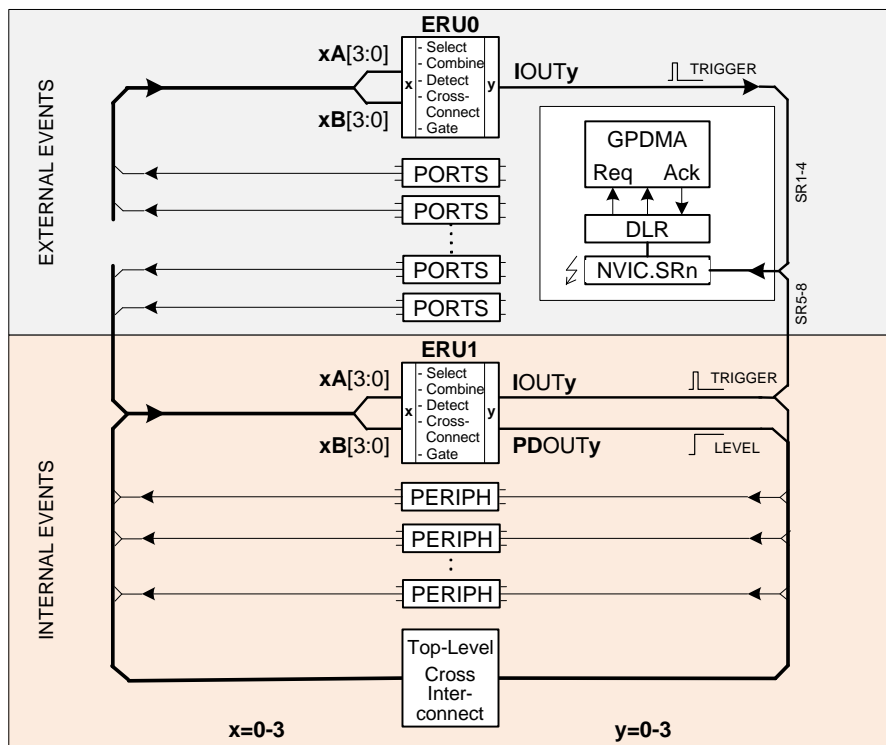 ERU0
xA[3:0]
xB[3:0]
x
- Select
- Combine
- Detect
- Cross-
Connect
- Gate
y
IOUTy
TRIGGER
EXTERNAL EVENTS
PORTS
PORTS
PORTS
PORTS
GPDMA
Req Ack
DLR
NVIC.SRn
SR1-4
SR5-8
ERU1
xA[3:0]
xB[3:0]
x
- Select
- Combine
- Detect
- Cross-
Connect
- Gate
y
IOUTy
TRIGGER
PDOUTy
LEVEL
INTERNAL EVENTS
PERIPH
PERIPH
PERIPH
Top-Level
Cross
Inter-
connect
x=0-3
y=0-3